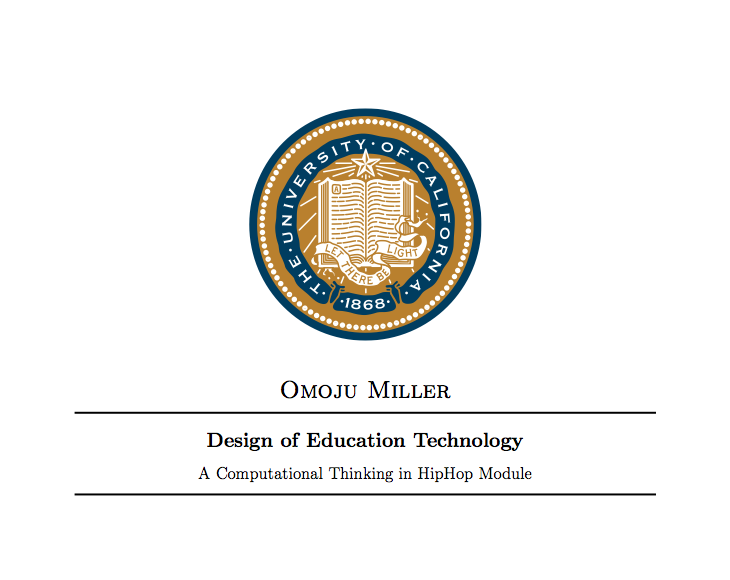 THE · UNIVERSITY · OF · CALIFORNIA ·
A
LET THERE BE LIGHT
· 1868 ·
OMOJU MILLER
Design of Education Technology
A Computational Thinking in HipHop Module